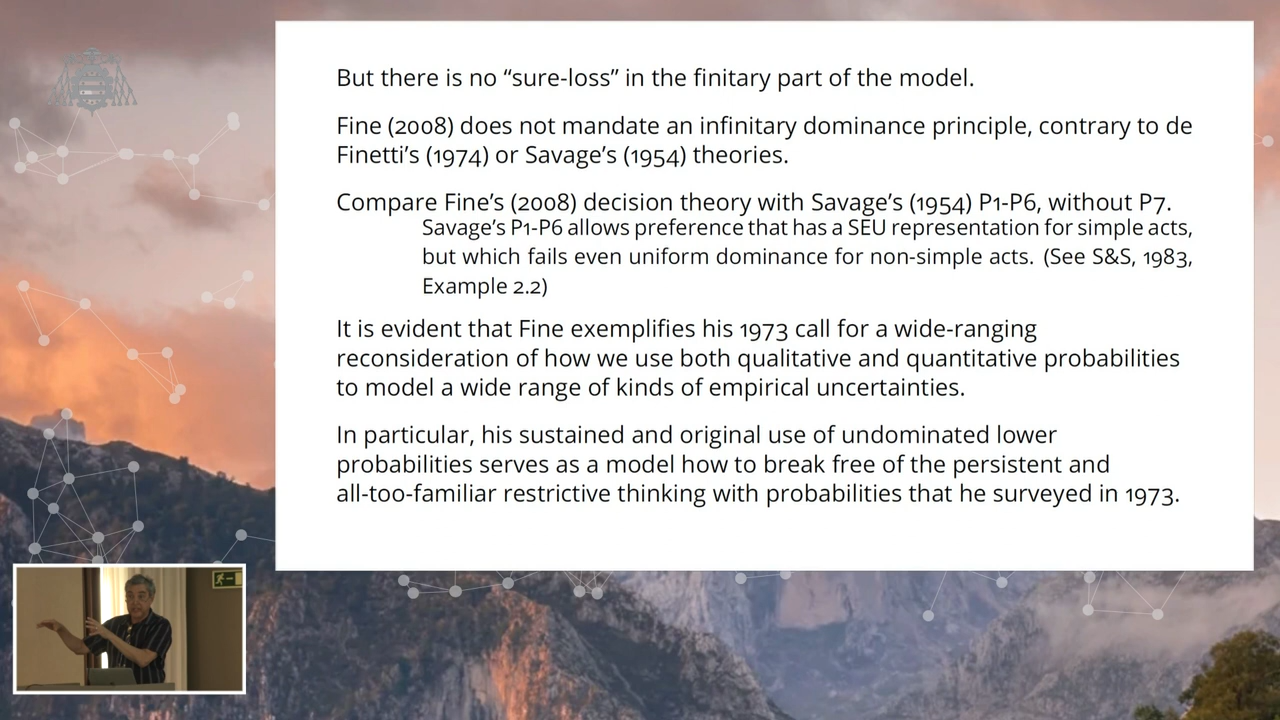 But there is no “sure-loss” in the finitary part of the model.
Fine (2008) does not mandate an infinitary dominance principle, contrary to de
Finetti’s (1974) or Savage’s (1954) theories.
Compare Fine’s (2008) decision theory with Savage’s (1954) P1-P6, without P7.
Savage’s P1-P6 allows preference that has a SEU representation for simple acts,
but which fails even uniform dominance for non-simple acts. (See S&S, 1983,
Example 2.2)
It is evident that Fine exemplifies his 1973 call for a wide-ranging
reconsideration of how we use both qualitative and quantitative probabilities
to model a wide range of kinds of empirical uncertainties.
In particular, his sustained and original use of undominated lower
probabilities serves as a model how to break free of the persistent and
all-too-familiar restrictive thinking with probabilities that he surveyed in 1973.